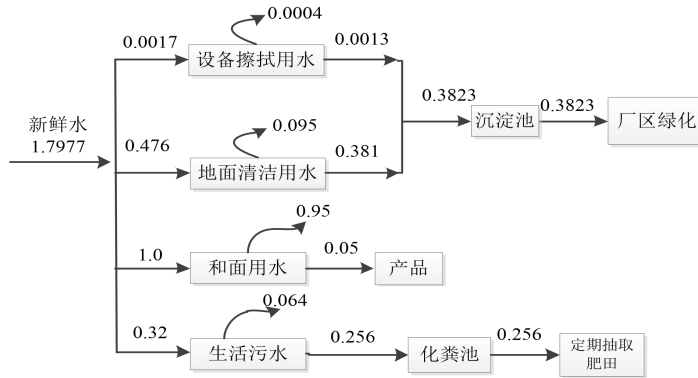 0.0004
0.0017
设备擦拭用水
0.0013
新鲜水
1.7977
0.3823
沉淀池
0.3823
厂区绿化
0.476
0.095
地面清洁用水
0.381
0.95
1.0
和面用水
0.05
产品
0.064
0.32
生活污水
0.256
化粪池
0.256
定期抽取
肥田